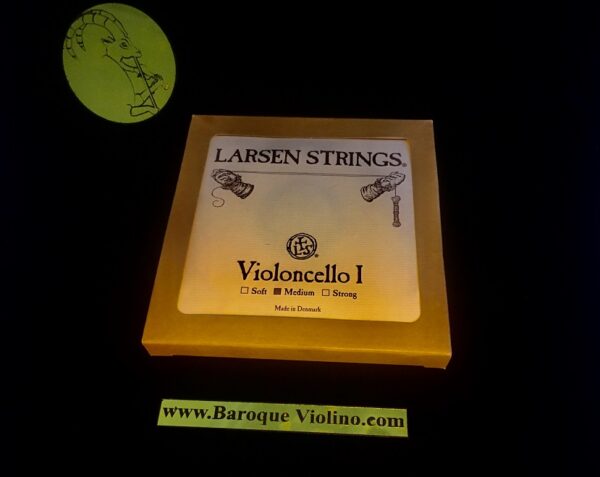 LARSEN STRINGS®
Violoncello I
☐ Soft ■ Medium ☐ Strong
Made in Denmark
www.Baroque Violino.com